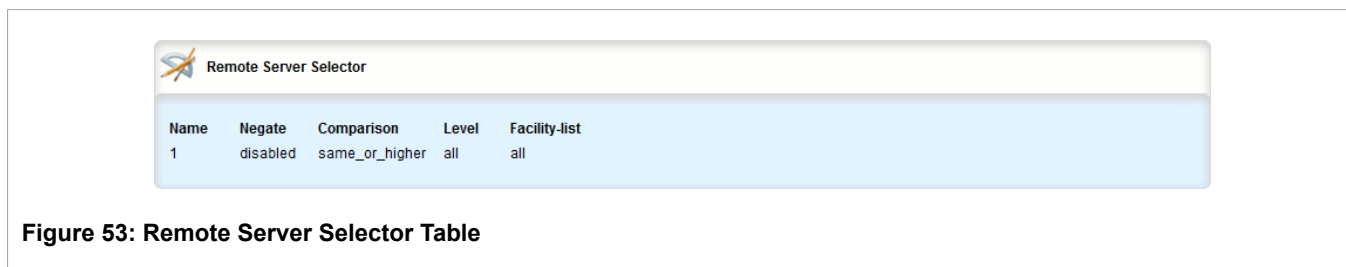 Remote Server Selector
Name Negate Comparison Level Facility-list
1 disabled same_or_higher all all
Figure 53: Remote Server Selector Table